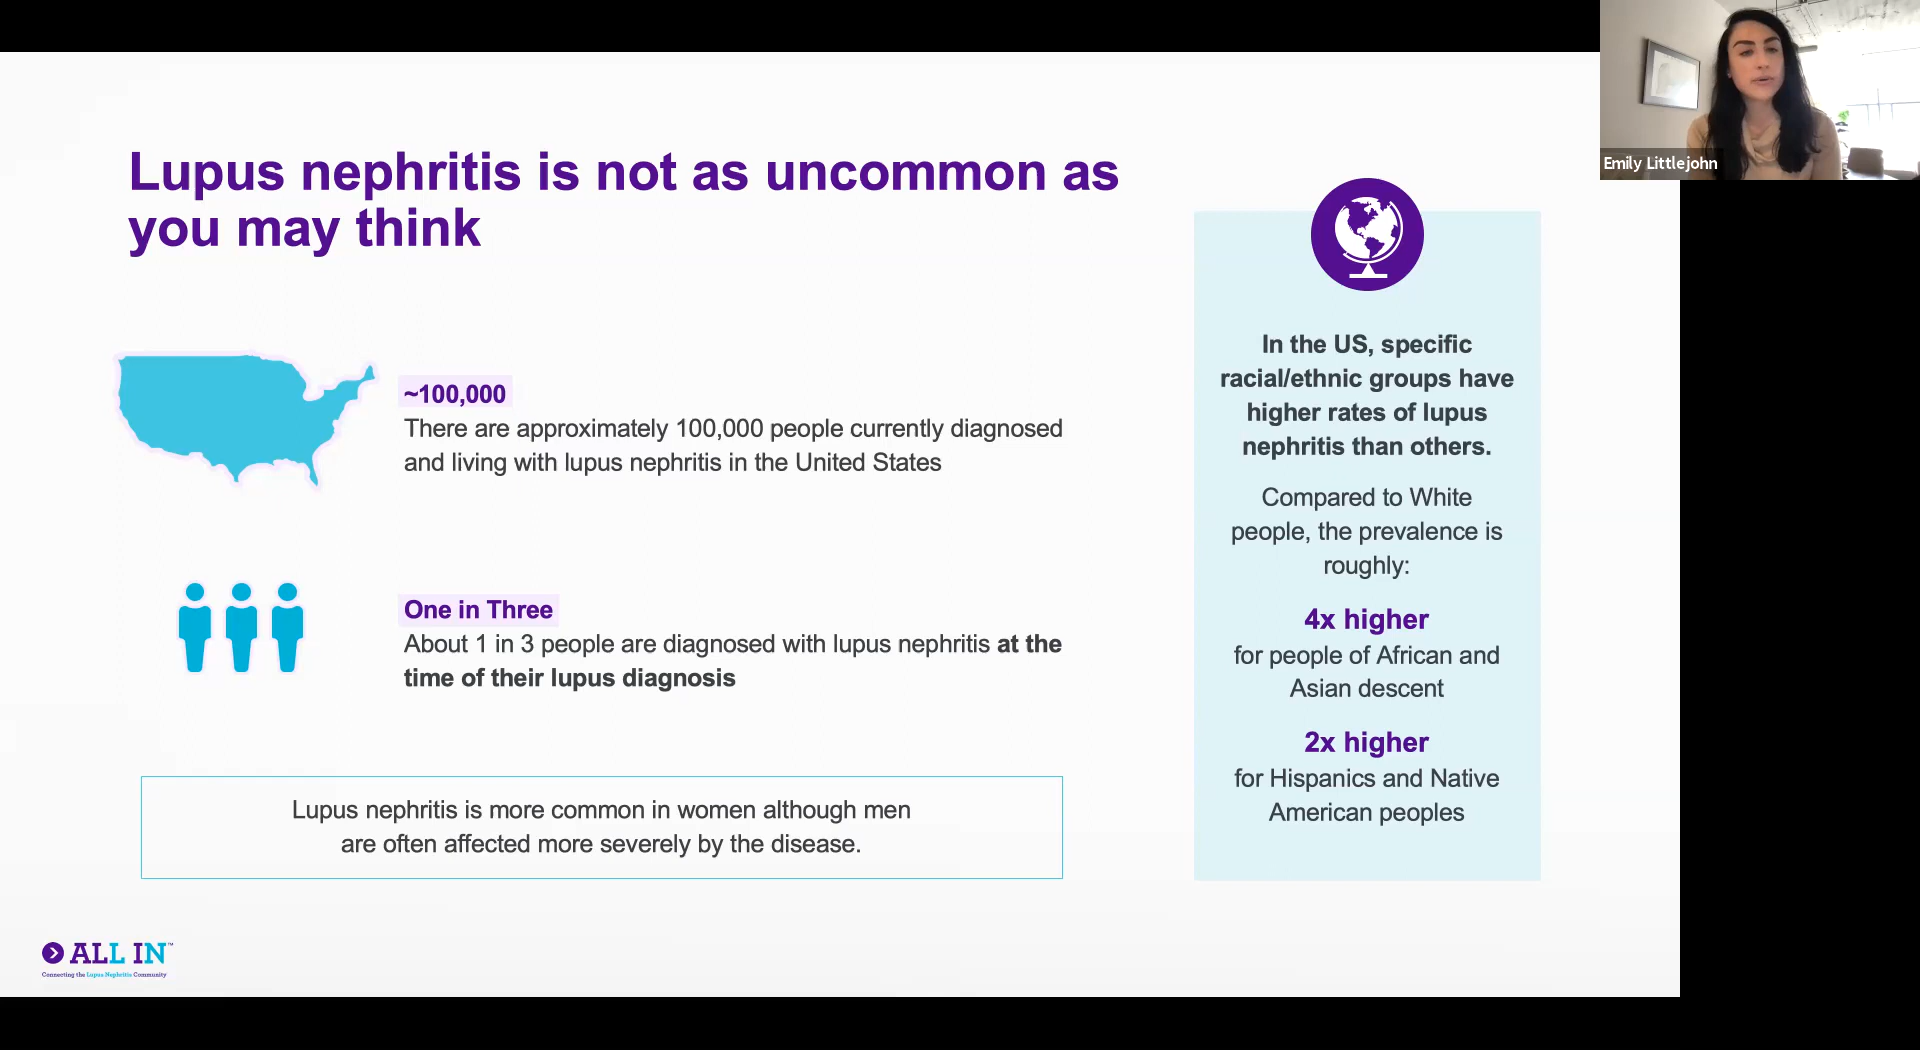 Lupus nephritis is not as uncommon as
you may think
~100,000
There are approximately 100,000 people currently diagnosed
and living with lupus nephritis in the United States
One in Three
About 1 in 3 people are diagnosed with lupus nephritis at the
time of their lupus diagnosis
Lupus nephritis is more common in women although men
are often affected more severely by the disease.
In the US, specific
racial/ethnic groups have
higher rates of lupus
nephritis than others.
Compared to White
people, the prevalence is
roughly:
4x higher
for people of African and
Asian descent
2x higher
for Hispanics and Native
American peoples
Emily Littlejohn
ALL IN™
Connecting the Lupus Nephritis Community